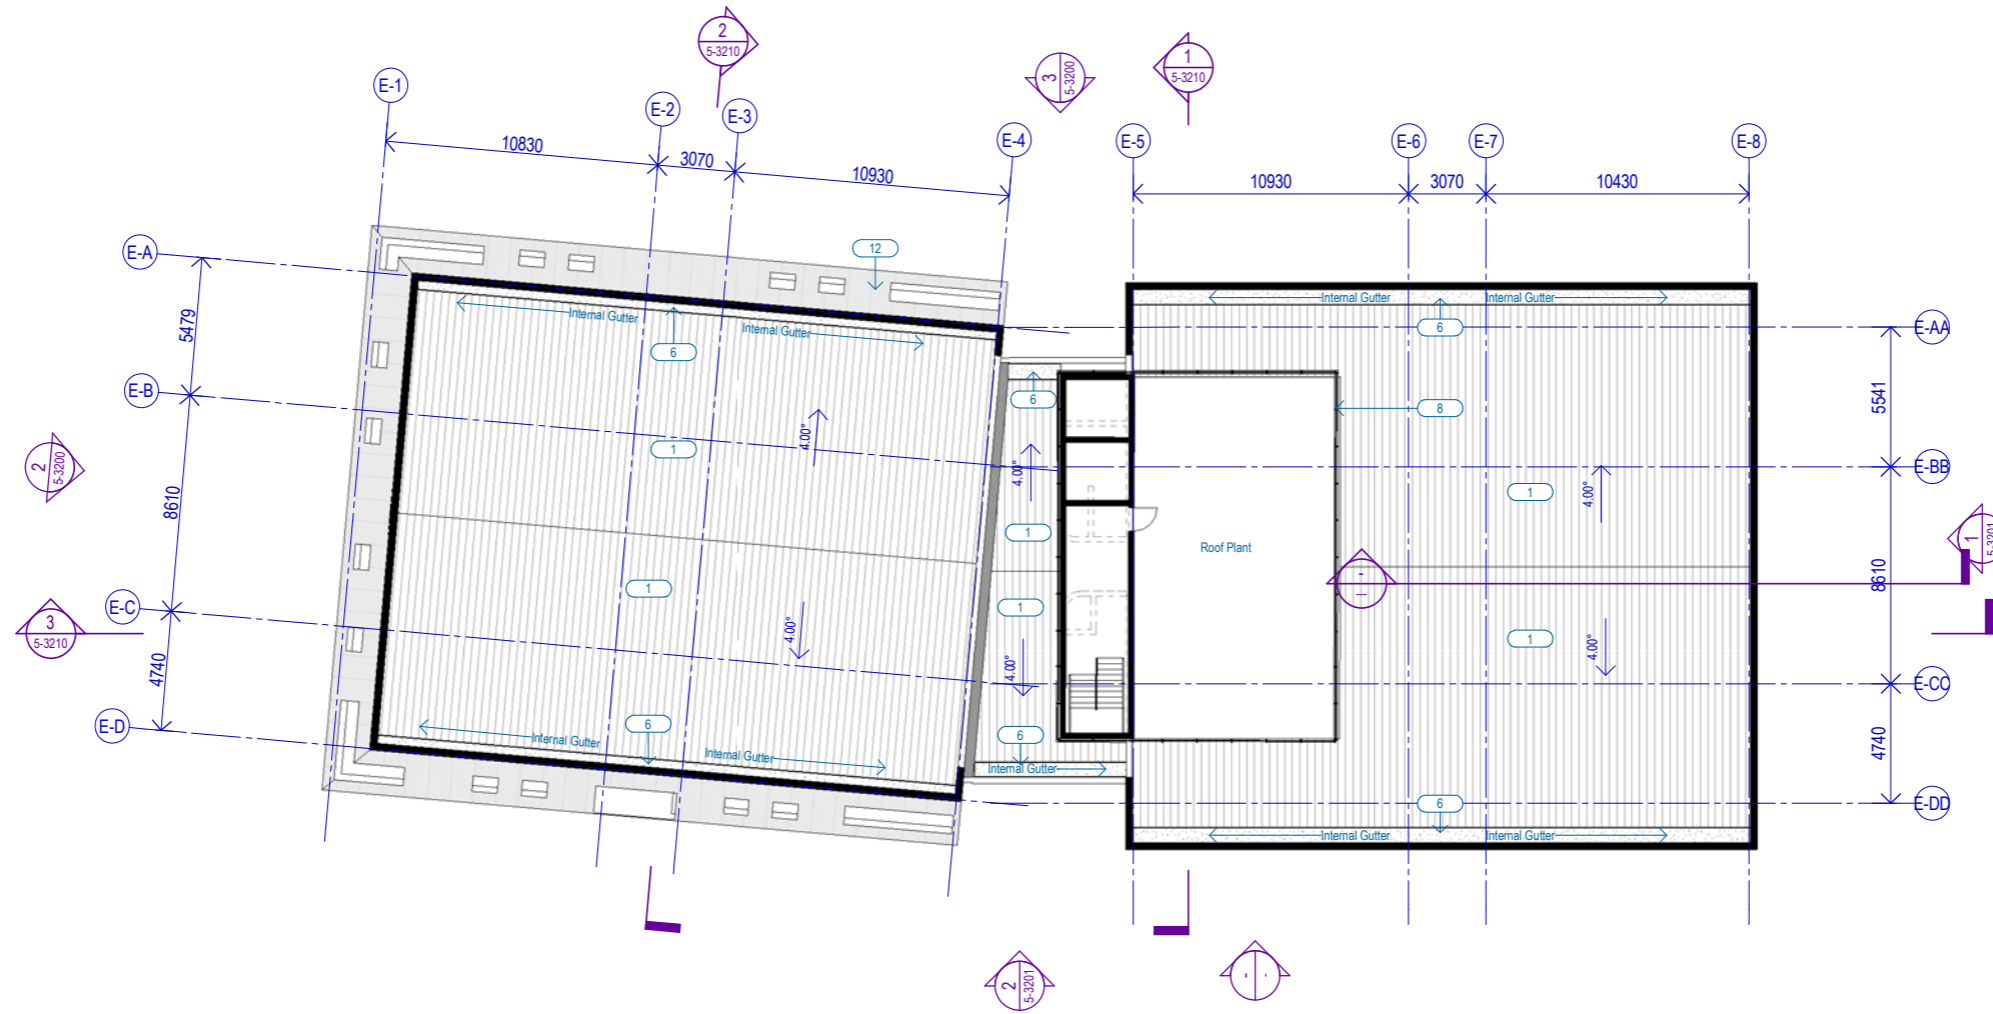 2
5-3210
3
5-3200
1
5-3210
E-1
E-2
E-3
E-4
E-5
E-6
E-7
E-8
10830
3070
10930
10930
3070
10430
E-A
E-B
E-C
E-D
5479
8610
4740
12
Internal Gutter
Internal Gutter
6
1
4.00°
1
4.00°
6
Internal Gutter
Internal Gutter
6
4.00°
1
1
4.00°
6
Internal Gutter
Internal Gutter
Internal Gutter
6
8
1
4.00°
Roof Plant
1
4.00°
6
Internal Gutter
Internal Gutter
E-AA
E-BB
E-CC
E-DD
5541
8610
4740
2
5-3200
3
5-3210
1
5-3201
2
5-3201